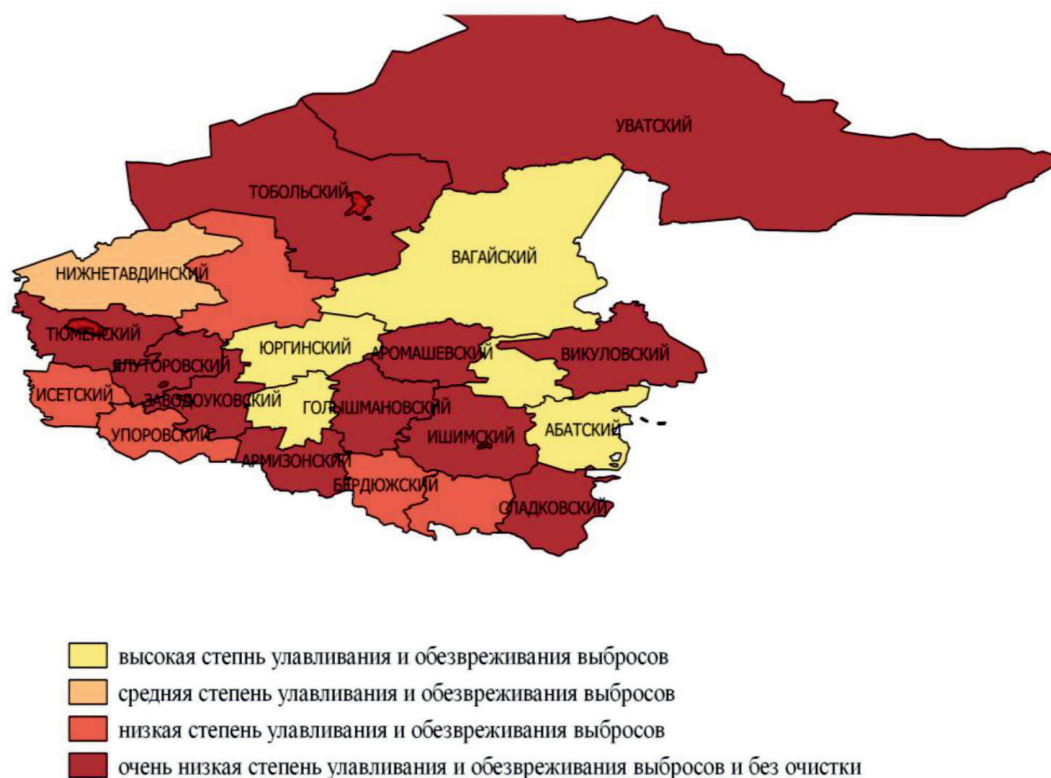 УВАТСКИЙ
ТОБОЛЬСКИЙ
ВАГАЙСКИЙ
НИЖНЕТАВДИНСКИЙ
ТЮМЕНСКИЙ
ЮРГИНСКИЙ
АРОМАШЕВСКИЙ
ВИКУЛОВСКИЙ
ЯЛУТОРОВСКИЙ
ИСЕТСКИЙ
ЗАВОДОУКОВСКИЙ
ГОЛЫШМАНОВСКИЙ
УПОРОВСКИЙ
ИШИМСКИЙ
АБАТСКИЙ
АРМИЗОНСКИЙ
БЕРДЮЖСКИЙ
СЛАДКОВСКИЙ
высокая степнь улавливания и обезвреживания выбросов
средняя степень улавливания и обезвреживания выбросов
низкая степень улавливания и обезвреживания выбросов
очень низкая степень улавливания и обезвреживания выбросов и без очистки